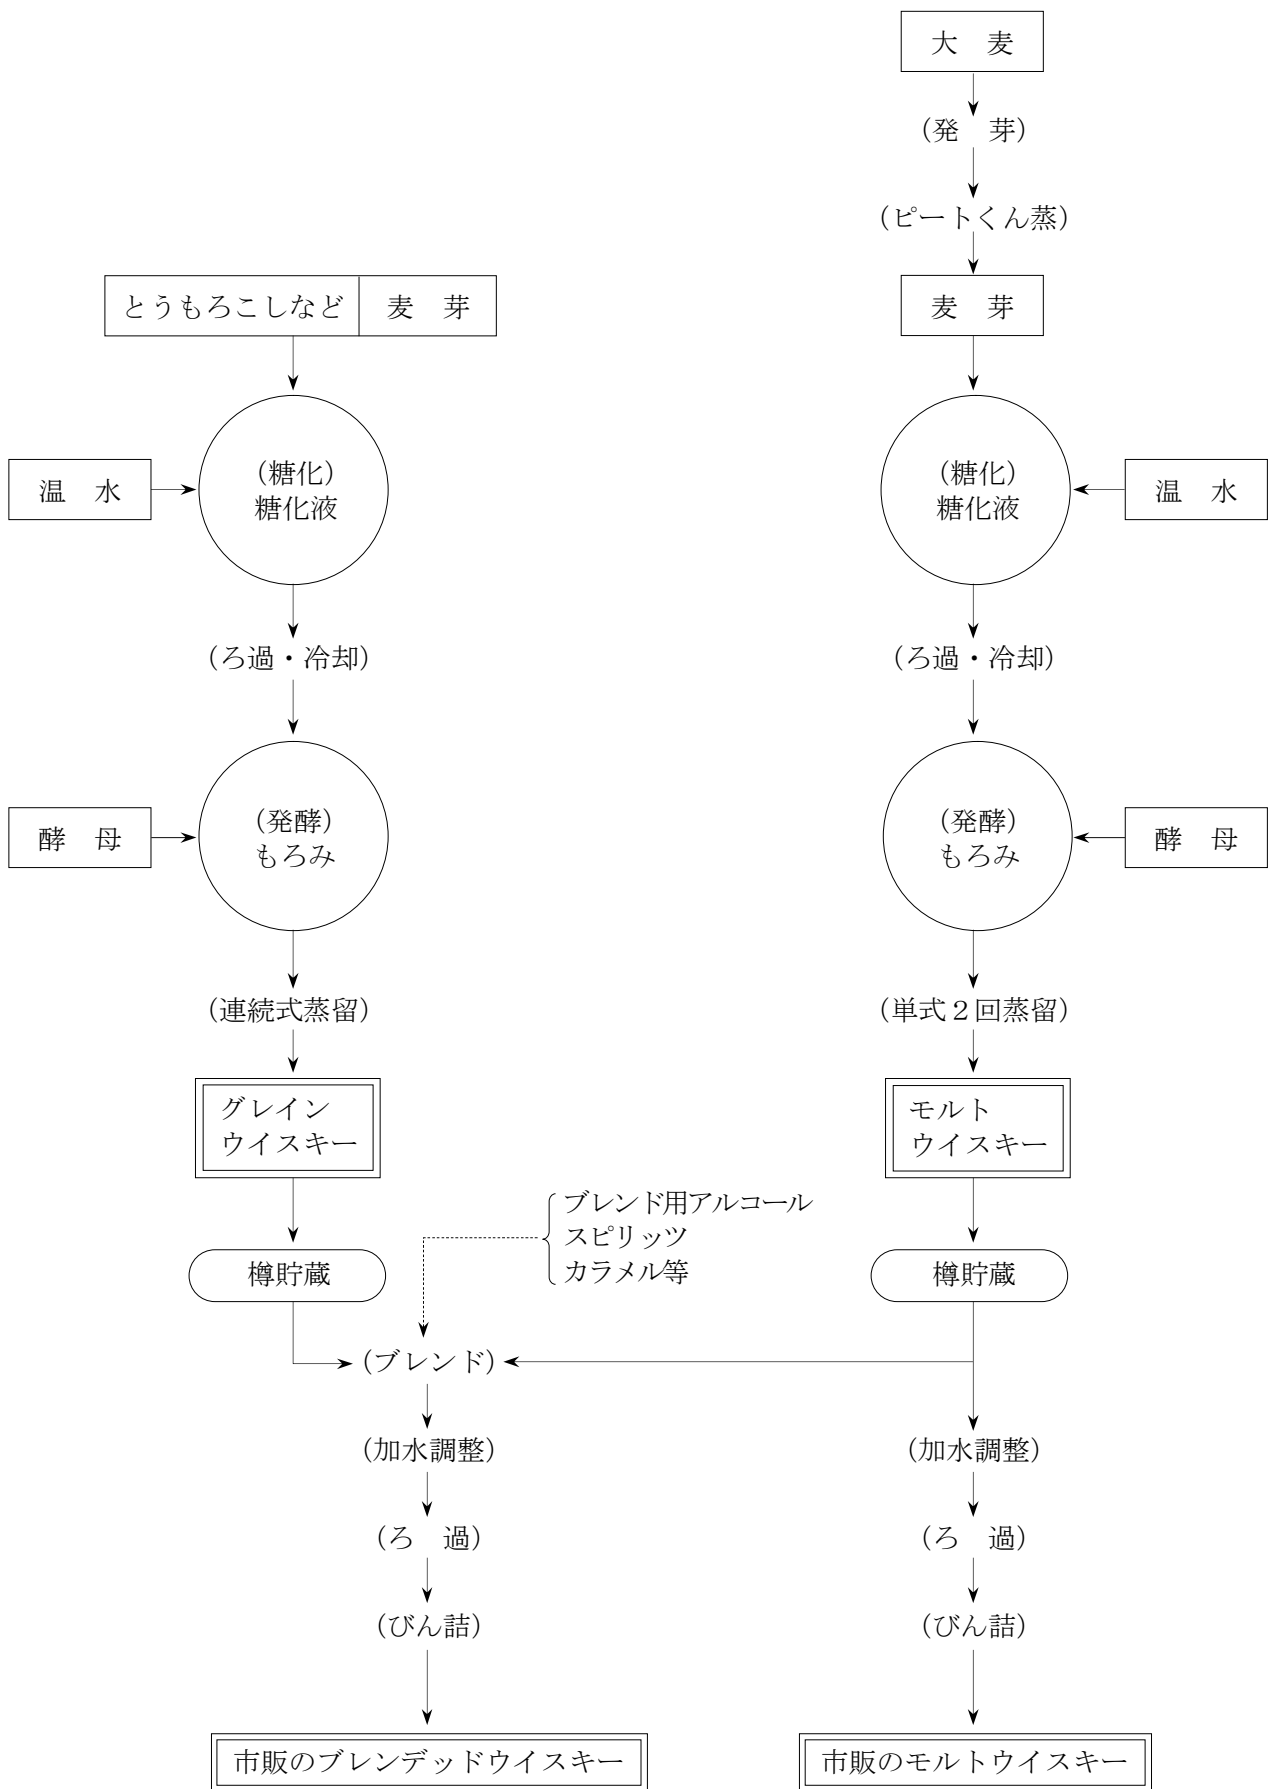 大　麦
（発　芽）
（ピートくん蒸）
とうもろこしなど　麦　芽
麦　芽
温　水
（糖化）
糖化液
（糖化）
糖化液
温　水
（ろ過・冷却）
（ろ過・冷却）
酵　母
（発酵）
もろみ
（発酵）
もろみ
酵　母
（連続式蒸留）
（単式２回蒸留）
グレイン
ウイスキー
モルト
ウイスキー
ブレンド用アルコール
スピリッツ
カラメル等
樽貯蔵
樽貯蔵
（ブレンド）
（加水調整）
（加水調整）
（ろ　過）
（ろ　過）
（びん詰）
（びん詰）
市販のブレンデッドウイスキー
市販のモルトウイスキー